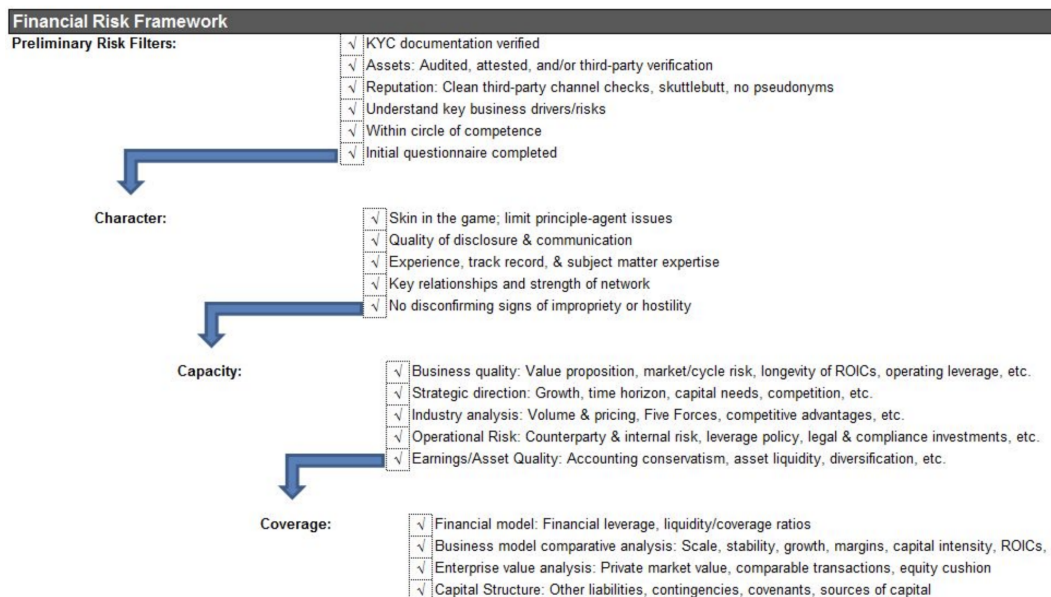 Financial Risk Framework
Preliminary Risk Filters:
√ KYC documentation verified
√ Assets: Audited, attested, and/or third-party verification
√ Reputation: Clean third-party channel checks, skuttlebutt, no pseudonyms
√ Understand key business drivers/risks
√ Within circle of competence
√ Initial questionnaire completed
Character:
√ Skin in the game; limit principle-agent issues
√ Quality of disclosure & communication
√ Experience, track record, & subject matter expertise
√ Key relationships and strength of network
√ No disconfirming signs of impropriety or hostility
Capacity:
√ Business quality: Value proposition, market/cycle risk, longevity of ROICs, operating leverage, etc.
√ Strategic direction: Growth, time horizon, capital needs, competition, etc.
√ Industry analysis: Volume & pricing, Five Forces, competitive advantages, etc.
√ Operational Risk: Counterparty & internal risk, leverage policy, legal & compliance investments, etc.
√ Earnings/Asset Quality: Accounting conservatism, asset liquidity, diversification, etc.
Coverage:
√ Financial model: Financial leverage, liquidity/coverage ratios
√ Business model comparative analysis: Scale, stability, growth, margins, capital intensity, ROICs,
√ Enterprise value analysis: Private market value, comparable transactions, equity cushion
√ Capital Structure: Other liabilities, contingencies, covenants, sources of capital